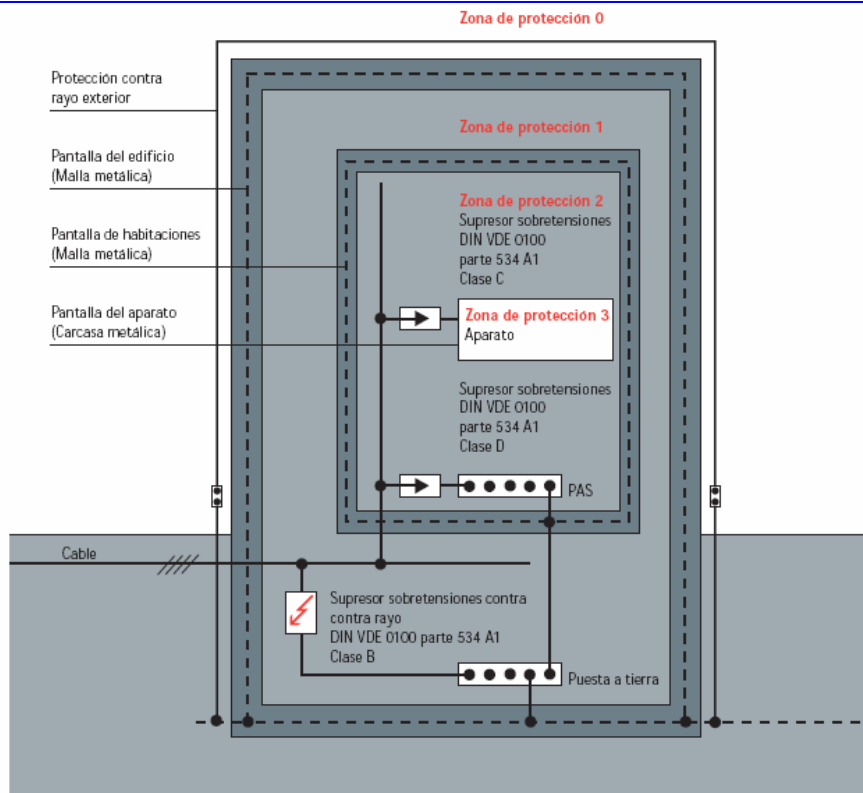 Zona de protección 0
Protección contra
rayo exterior
Zona de protección 1
Pantalla del edificio
(Malla metálica)
Zona de protección 2
Supresor sobretensiones
DIN VDE 0100
parte 534 A1
Clase C
Pantalla de habitaciones
(Malla metálica)
Pantalla del aparato
(Carcasa metálica)
Zona de protección 3
Aparato
Supresor sobretensiones
DIN VDE 0100
parte 534 A1
Clase D
PAS
Cable
Supresor sobretensiones contra
contra rayo
DIN VDE 0100 parte 534 A1
Clase B
Puesta a tierra